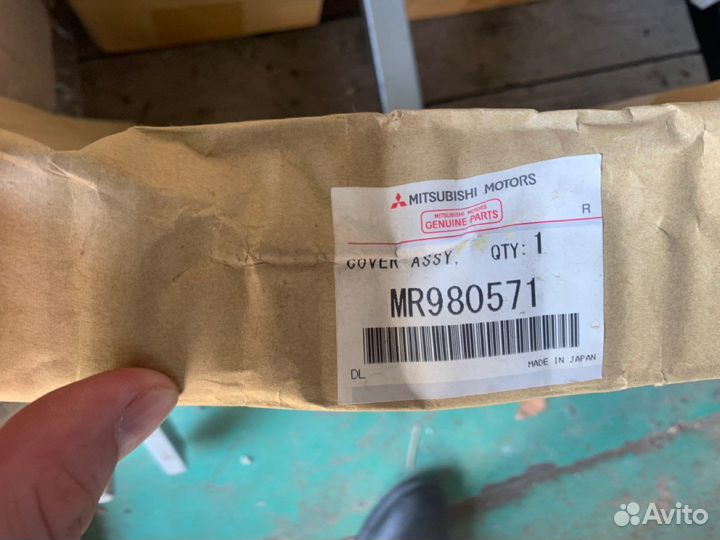 MITSUBISHI MOTORS
MITSUBISHI MOTORS
GENUINE PARTS
R
COVER ASSY, QTY: 1
MR980571
MADE IN JAPAN
DL
Avito